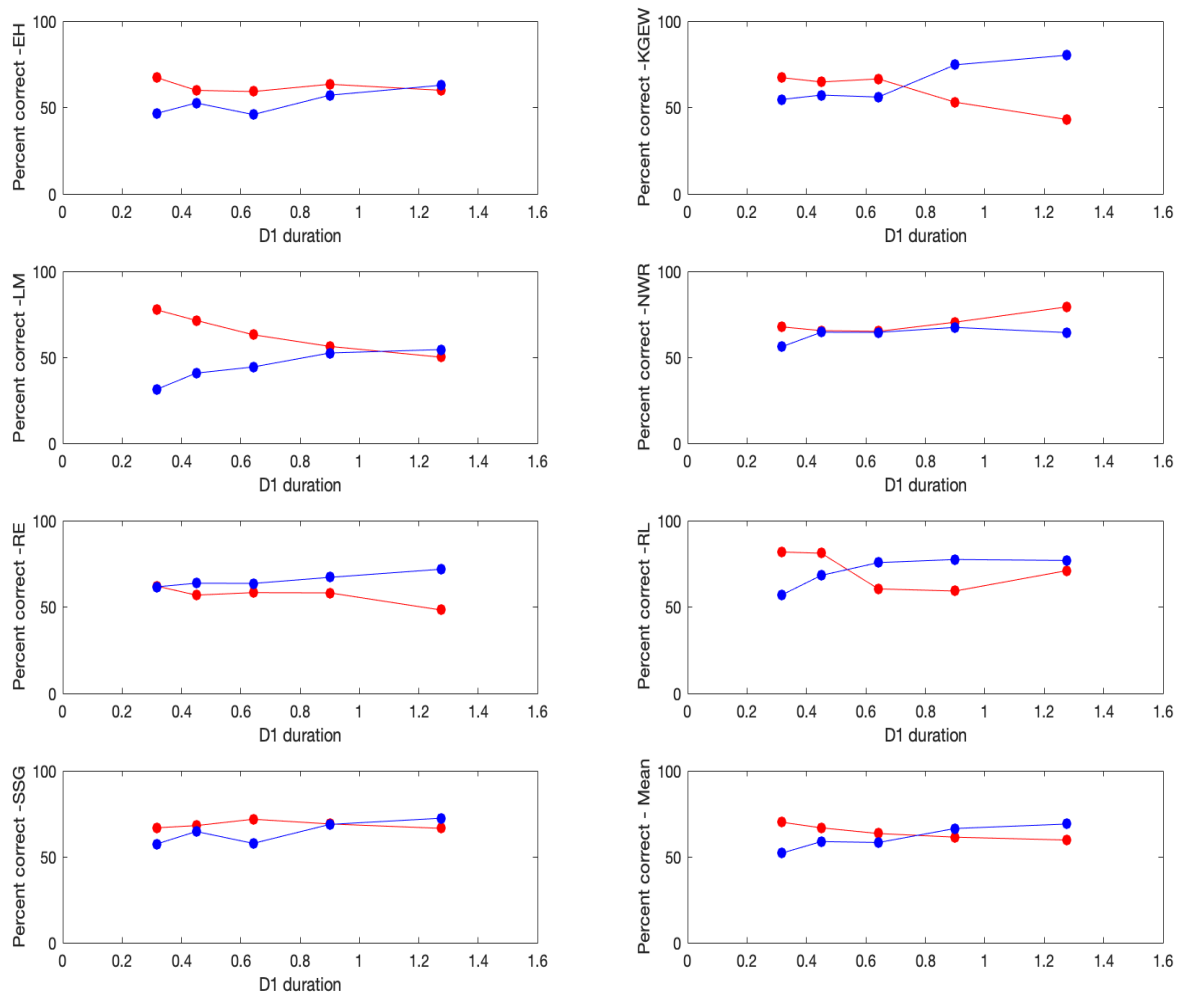 Percent correct -EH
100
50
0
0 0.2 0.4 0.6 0.8 1 1.2 1.4 1.6
D1 duration
Percent correct -KGEW
100
50
0
0 0.2 0.4 0.6 0.8 1 1.2 1.4 1.6
D1 duration
Percent correct -LM
100
50
0
0 0.2 0.4 0.6 0.8 1 1.2 1.4 1.6
D1 duration
Percent correct -NWR
100
50
0
0 0.2 0.4 0.6 0.8 1 1.2 1.4 1.6
D1 duration
Percent correct -RE
100
50
0
0 0.2 0.4 0.6 0.8 1 1.2 1.4 1.6
D1 duration
Percent correct -RL
100
50
0
0 0.2 0.4 0.6 0.8 1 1.2 1.4 1.6
D1 duration
Percent correct -SSG
100
50
0
0 0.2 0.4 0.6 0.8 1 1.2 1.4 1.6
D1 duration
Percent correct - Mean
100
50
0
0 0.2 0.4 0.6 0.8 1 1.2 1.4 1.6